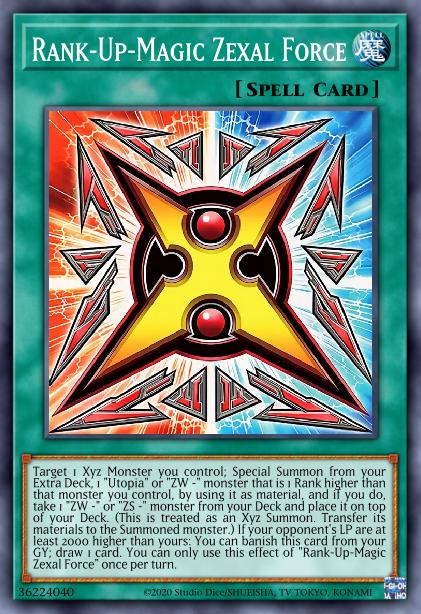 Rank-Up-Magic Zexal Force
SPELL
魔
[ Spell Card ]
Target 1 Xyz Monster you control; Special Summon from your
Extra Deck, 1 "Utopia" or "ZW -" monster that is 1 Rank higher than
that monster you control, by using it as material, and if you do,
take 1 "ZW -" or "ZS -" monster from your Deck and place it on top
of your Deck. (This is treated as an Xyz Summon. Transfer its
materials to the Summoned monster.) If your opponent's LP are at
least 2000 higher than yours: You can banish this card from your
GY; draw 1 card. You can only use this effect of "Rank-Up-Magic
Zexal Force" once per turn.
36224040
©2020 Studio Dice/SHUEISHA, TV TOKYO, KONAMI